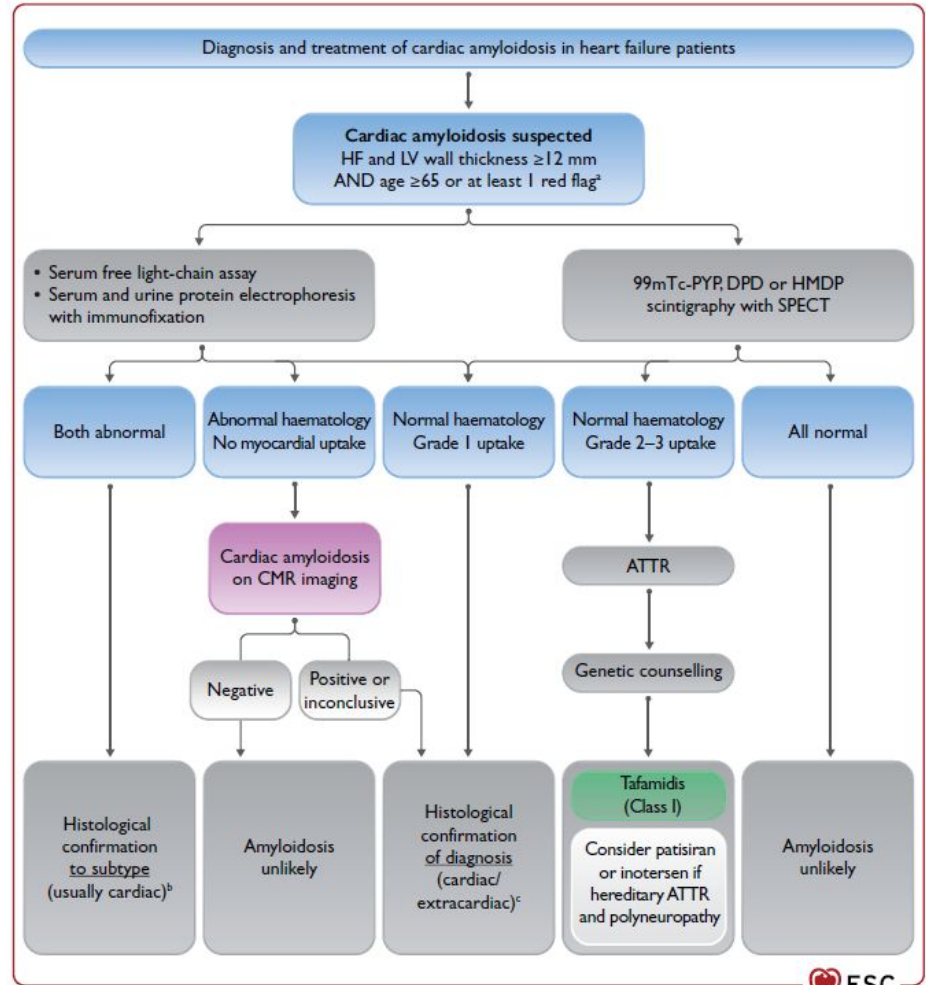 Diagnosis and treatment of cardiac amyloidosis in heart failure patients
Cardiac amyloidosis suspected
HF and LV wall thickness ≥12 mm
AND age ≥65 or at least 1 red flagᵃ
• Serum free light-chain assay
• Serum and urine protein electrophoresis
with immunofixation
99mTc-PYP, DPD or HMDP
scintigraphy with SPECT
Both abnormal
Abnormal haematology
No myocardial uptake
Normal haematology
Grade 1 uptake
Normal haematology
Grade 2–3 uptake
All normal
Cardiac amyloidosis
on CMR imaging
Negative
Positive or
inconclusive
ATTR
Genetic counselling
Histological
confirmation
to subtype
(usually cardiac)ᵇ
Amyloidosis
unlikely
Histological
confirmation
of diagnosis
(cardiac/
extracardiac)ᶜ
Tafamidis
(Class I)
Consider patisiran
or inotersen if
hereditary ATTR
and polyneuropathy
Amyloidosis
unlikely
ESC